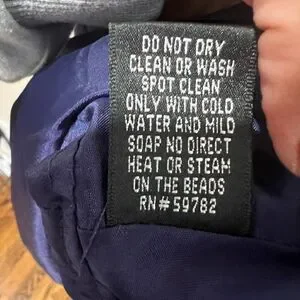 DO NOT DRY
CLEAN OR WASH
SPOT CLEAN
ONLY WITH COLD
WATER AND MILD
SOAP NO DIRECT
HEAT OR STEAM
ON THE BEADS
RN#59782